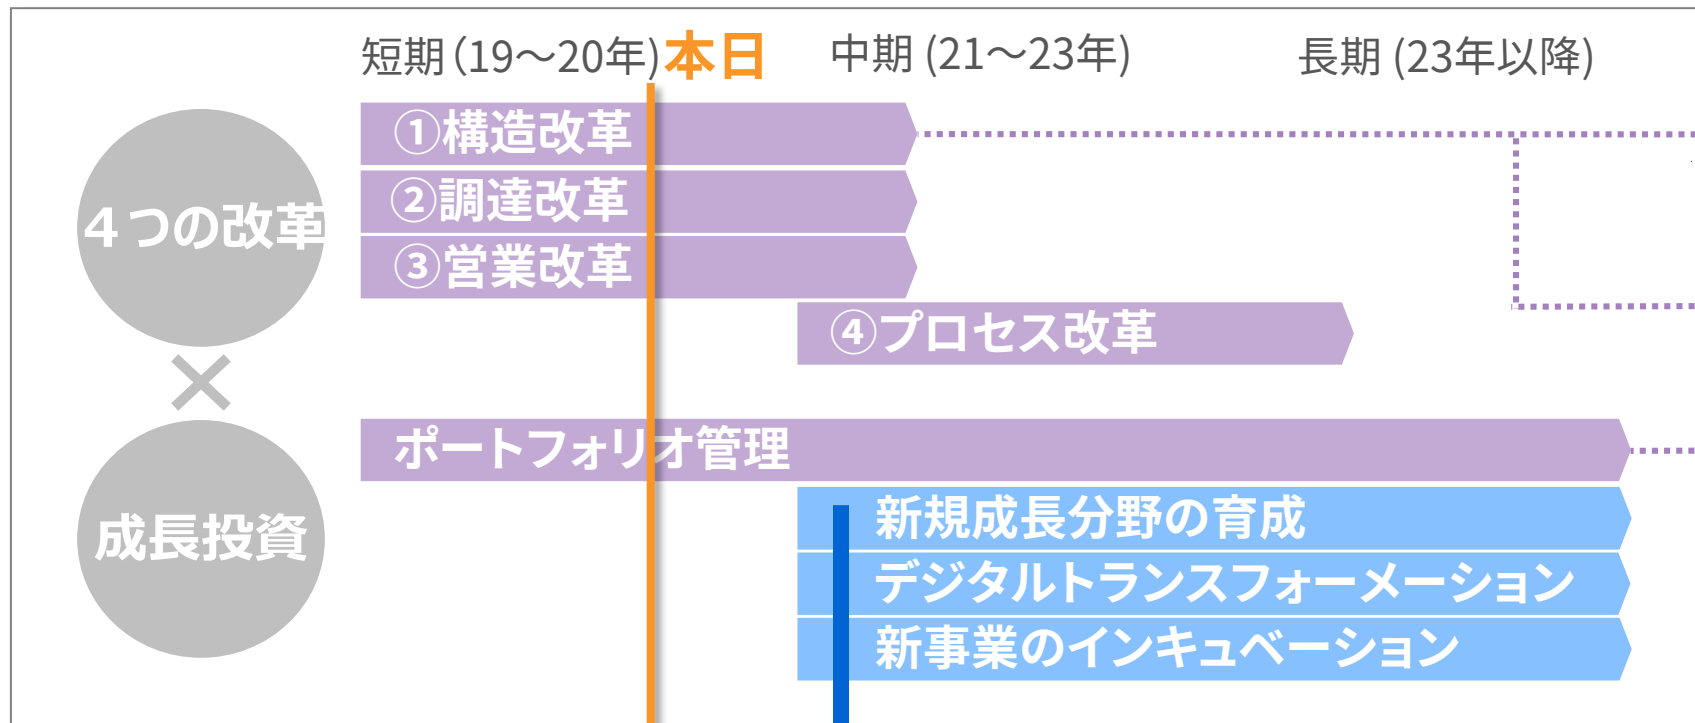 短期（19～20年) 本日 中期 (21～23年) 長期 (23年以降)
①構造改革
②調達改革
４つの改革
③営業改革
④プロセス改革
×
ポートフォリオ管理
新規成長分野の育成
成長投資
デジタルトランスフォーメーション
新事業のインキュベーション